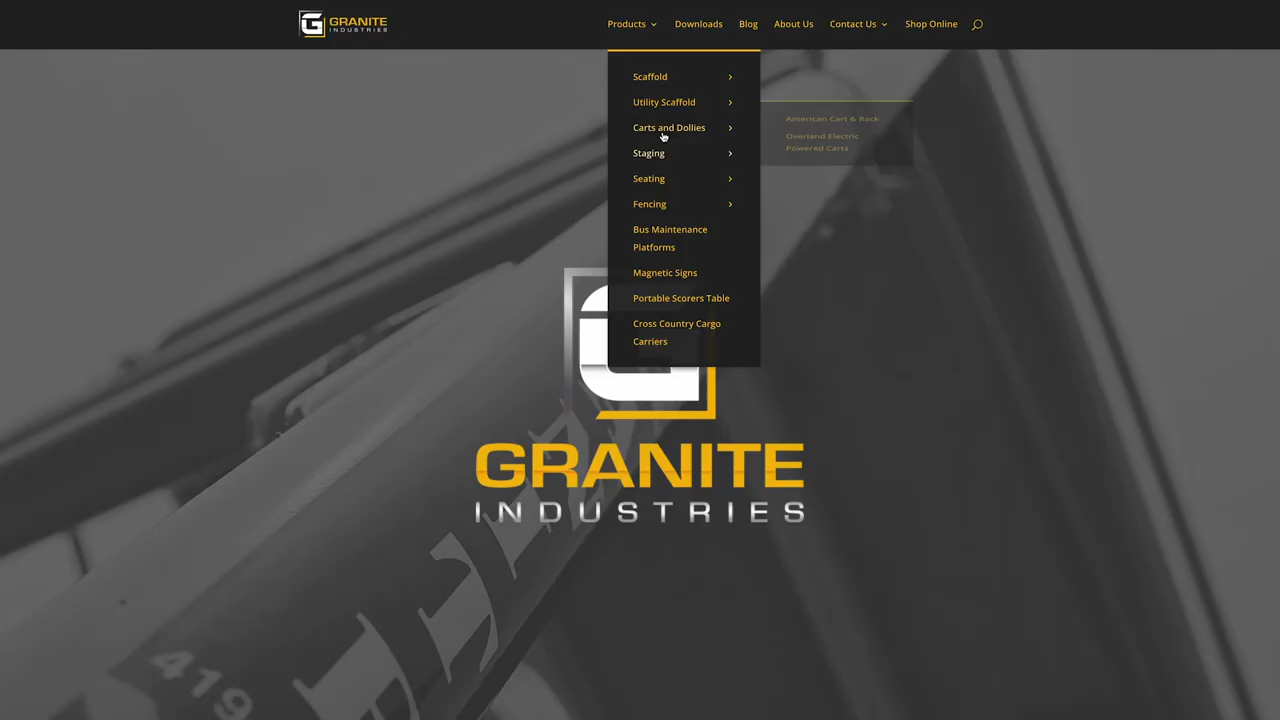 GRANITE
INDUSTRIES
Products
Downloads
Blog
About Us
Contact Us
Shop Online
Scaffold
Utility Scaffold
Carts and Dollies
Staging
Seating
Fencing
Bus Maintenance
Platforms
Magnetic Signs
Portable Scorers Table
Cross Country Cargo
Carriers
American Cart & Rack
Overland Electric
Powered Carts
GRANITE
INDUSTRIES
419